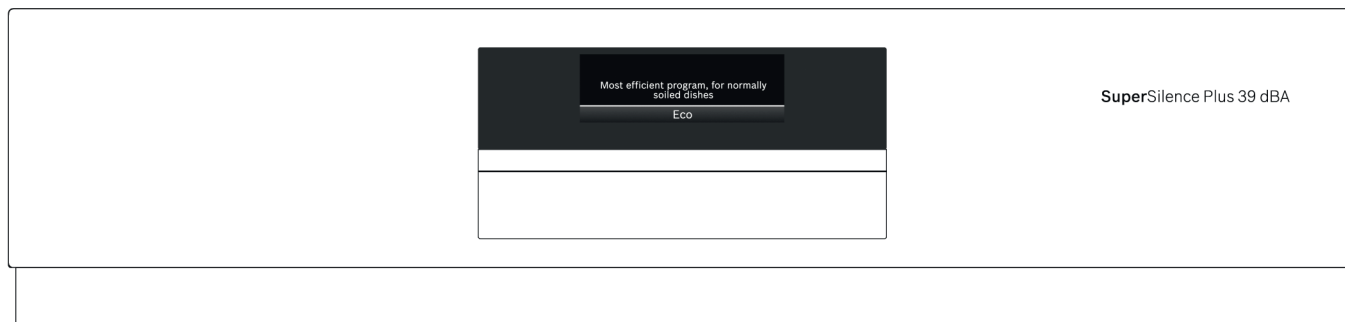 Most efficient program, for normally
soiled dishes
Eco
SuperSilence Plus 39 dBA